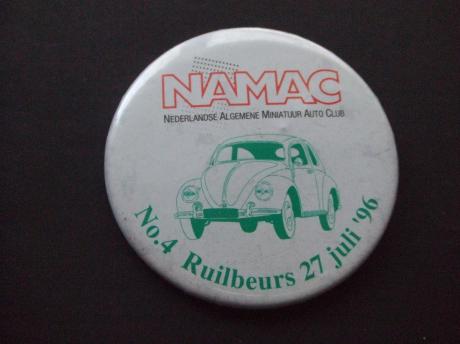 NAMAC
NEDERLANDSE ALGEMENE MINIATUUR AUTO CLUB
No.4 Ruilbeurs 27 juli '96